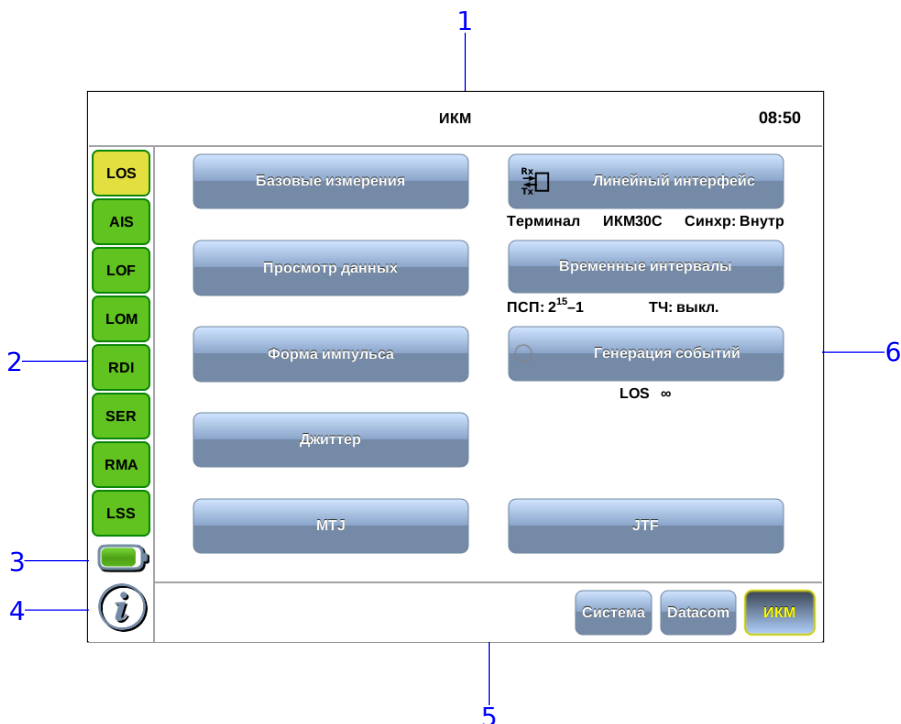 1
ИКМ 08:50
LOS
AIS
LOF
LOM
RDI
SER
RMA
LSS
2
3
4
i
Базовые измерения
Просмотр данных
Форма импульса
Джиттер
MTJ
Rx
Tx
Линейный интерфейс
Терминал ИКМ30С Синхр: Внутр
Временные интервалы
ПСП: 2¹⁵–1 ТЧ: выкл.
Генерация событий
LOS ∞
JTF
6
Система Datacom ИКМ
5